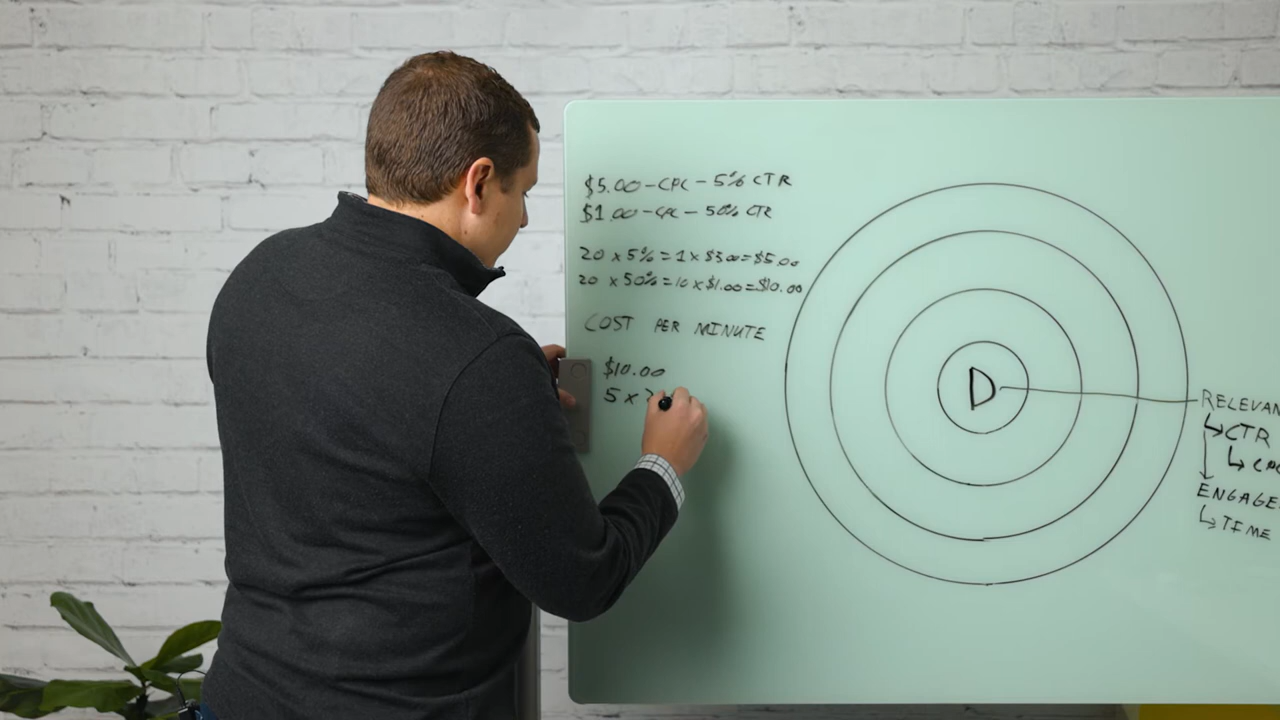 $5.00-CPC-5% CTR
$1.00-CPC-50% CTR
20 x 5% = 1 x $5.00 = $5.00
20 x 50% = 10 x $1.00 = $10.00
COST PER MINUTE
$10.00
5 x
D
RELEVAN
↳CTR
↳CPC
ENGAGE
↳TIME